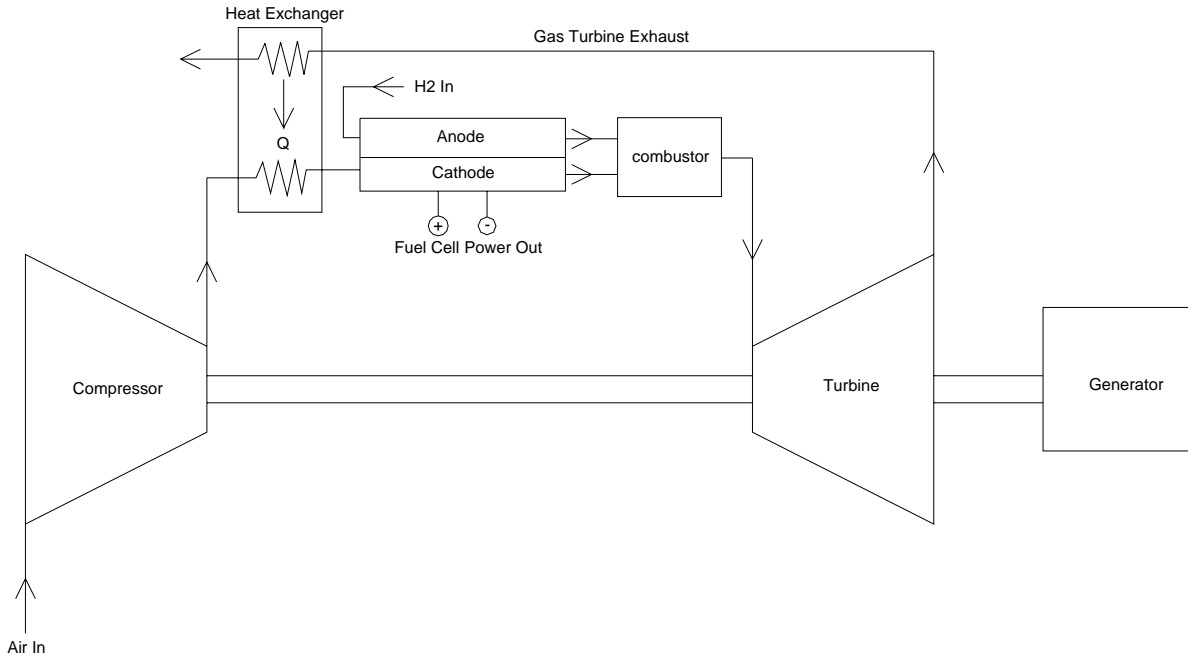 Heat Exchanger
Gas Turbine Exhaust
H2 In
Q
Anode
Cathode
combustor
+
-
Fuel Cell Power Out
Compressor
Turbine
Generator
Air In